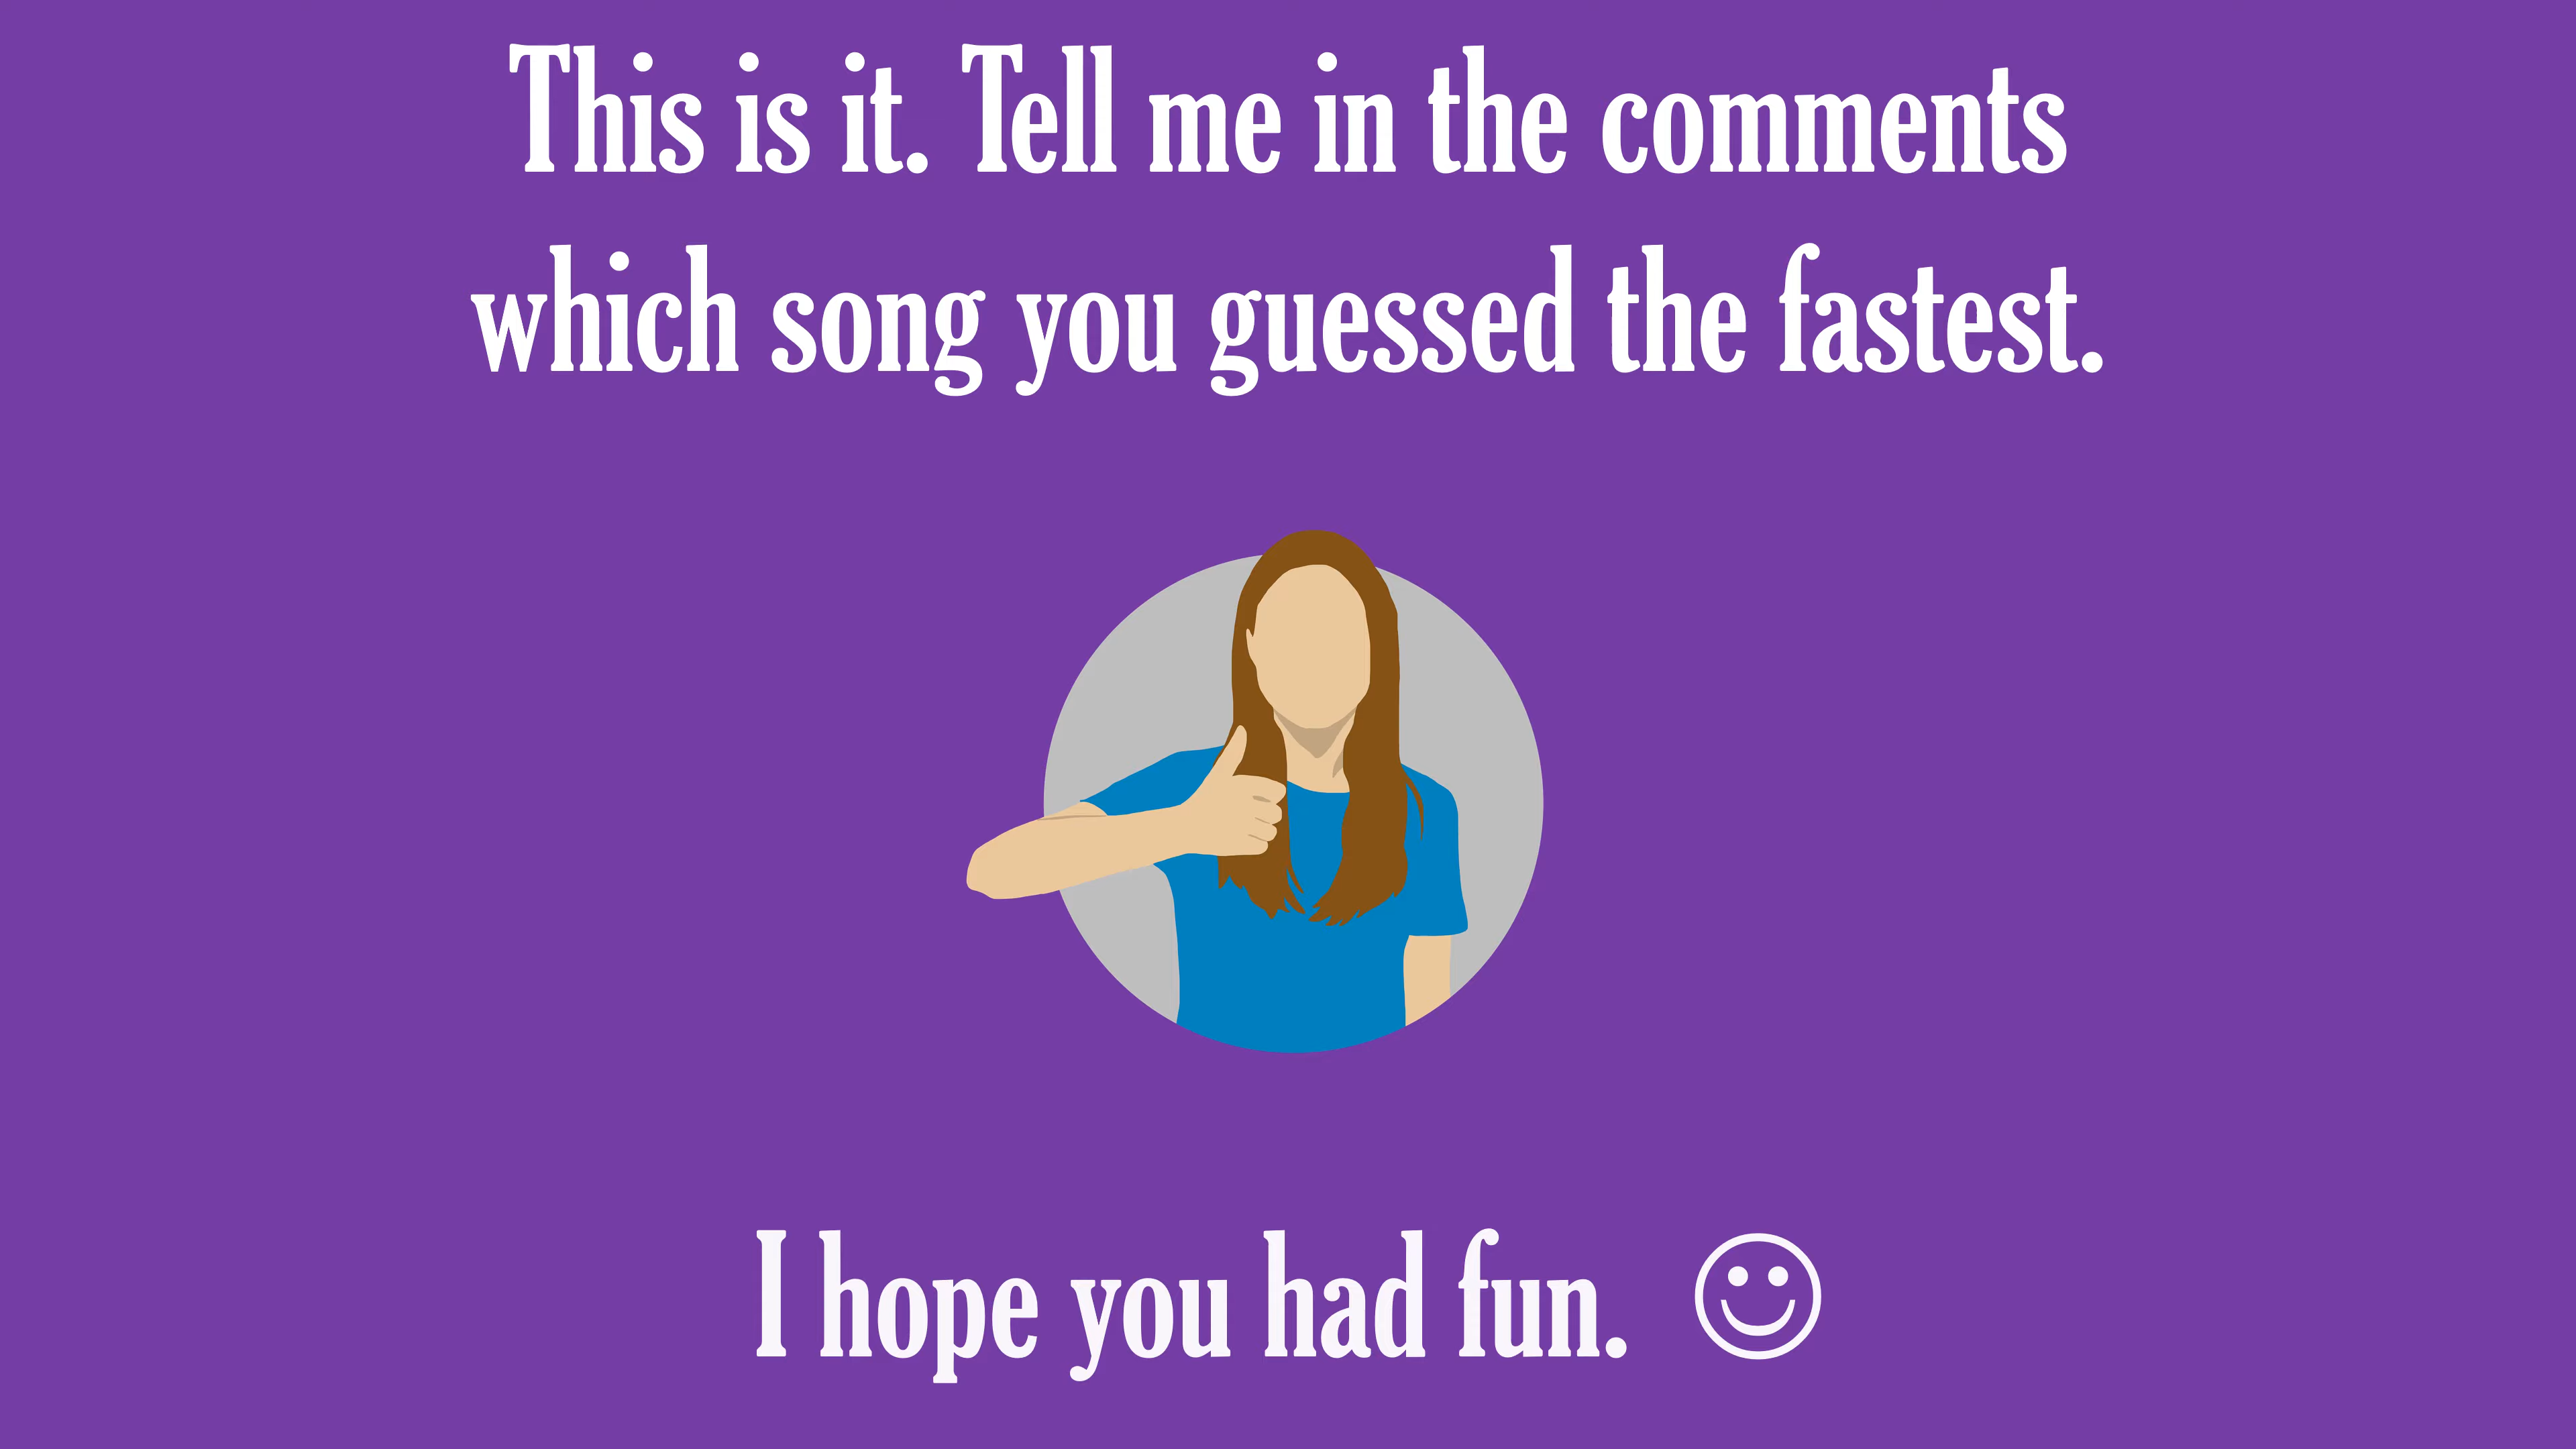 This is it. Tell me in the comments
which song you guessed the fastest.
I hope you had fun. ☺